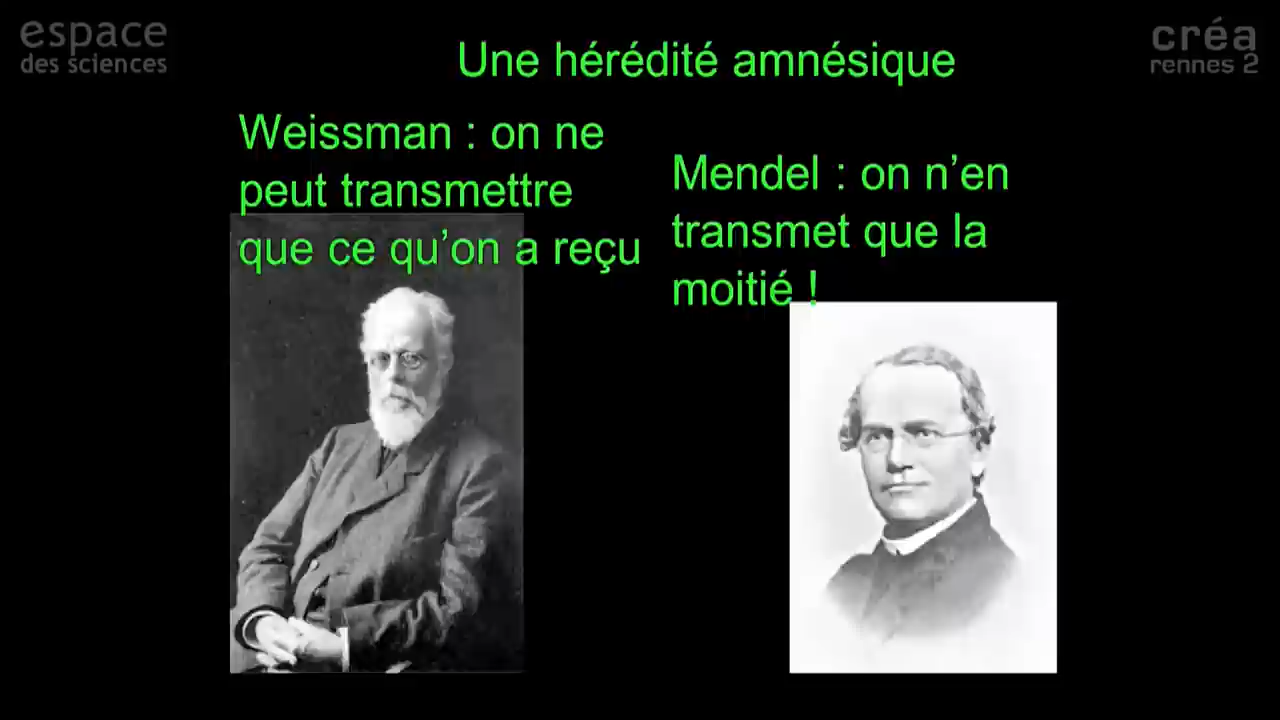 espace
des sciences
créa
rennes 2
Une hérédité amnésique
Weissman : on ne
peut transmettre
que ce qu’on a reçu
Mendel : on n’en
transmet que la
moitié !